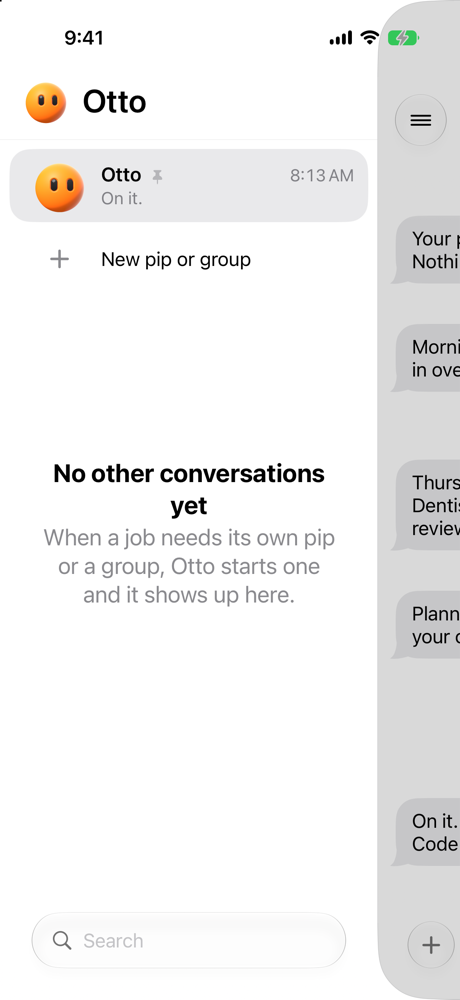 9:41
Otto
Otto
8:13 AM
On it.
New pip or group
No other conversations
yet
When a job needs its own pip
or a group, Otto starts one
and it shows up here.
Search
Your
Nothi
Morni
in ove
Thurs
Denti
review
Plann
your
On it.
Code